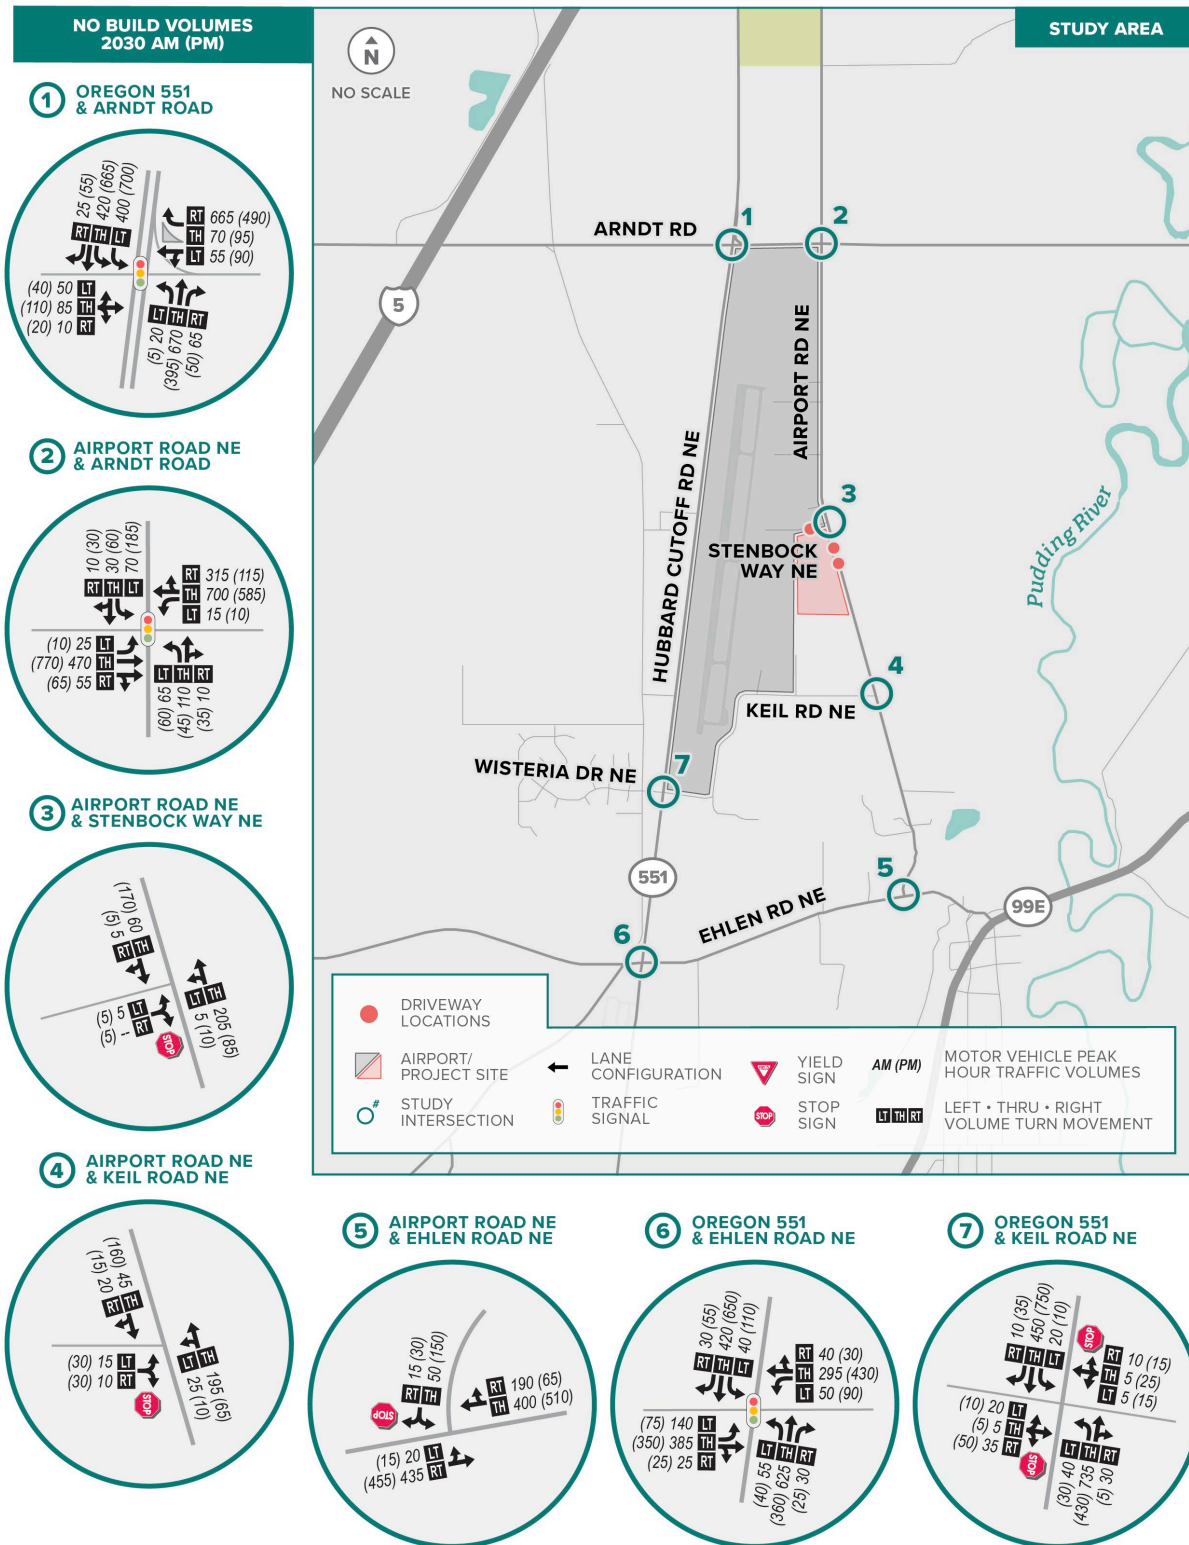 NO BUILD VOLUMES
2030 AM (PM)
STUDY AREA
N
NO SCALE
1
OREGON 551
& ARNDT ROAD
25 (55)
420 (665)
400 (700)
RT TH LT
RT 665 (490)
TH 70 (95)
LT 55 (90)
(40) 50 LT
(110) 85 TH
(20) 10 RT
LT TH RT
(5) 20
(395) 670
(50) 65
2
AIRPORT ROAD NE
& ARNDT ROAD
10 (30)
30 (60)
70 (185)
RT TH LT
RT 315 (115)
TH 700 (585)
LT 15 (10)
(10) 25 LT
(770) 470 TH
(65) 55 RT
LT TH RT
(60) 65
(45) 110
(35) 10
3
AIRPORT ROAD NE
& STENBOCK WAY NE
(170) 60
(5) 5
RT TH
(5) 5 LT
(5) -- RT
STOP
LT TH
5 (10)
205 (85)
4
AIRPORT ROAD NE
& KEIL ROAD NE
(160) 45
(15) 20
RT TH
(30) 15 LT
(30) 10 RT
STOP
LT TH
25 (10)
195 (65)
5
AIRPORT ROAD NE
& EHLEN ROAD NE
15 (30)
50 (150)
RT TH
STOP
RT 190 (65)
TH 400 (510)
(15) 20 LT
(455) 435 RT
6
OREGON 551
& EHLEN ROAD NE
30 (55)
420 (650)
40 (110)
RT TH LT
RT 40 (30)
TH 295 (430)
LT 50 (90)
(75) 140 LT
(350) 385 TH
(25) 25 RT
LT TH RT
(40) 55
(360) 625
(25) 30
7
OREGON 551
& KEIL ROAD NE
10 (35)
450 (750)
20 (10)
RT TH LT
STOP
RT 10 (15)
TH 5 (25)
LT 5 (15)
(10) 20 LT
(5) 5 TH
(50) 35 RT
STOP
LT TH RT
(30) 40
(430) 735
(5) 30
ARNDT RD
1
2
5
AIRPORT RD NE
HUBBARD CUTOFF RD NE
3
STENBOCK
WAY NE
Pudding River
4
KEIL RD NE
WISTERIA DR NE
7
551
5
EHLEN RD NE
99E
6
DRIVEWAY
LOCATIONS
AIRPORT/
PROJECT SITE
LANE
CONFIGURATION
YIELD
SIGN
AM (PM)
MOTOR VEHICLE PEAK
HOUR TRAFFIC VOLUMES
#
STUDY
INTERSECTION
TRAFFIC
SIGNAL
STOP
STOP
SIGN
LT TH RT
LEFT • THRU • RIGHT
VOLUME TURN MOVEMENT